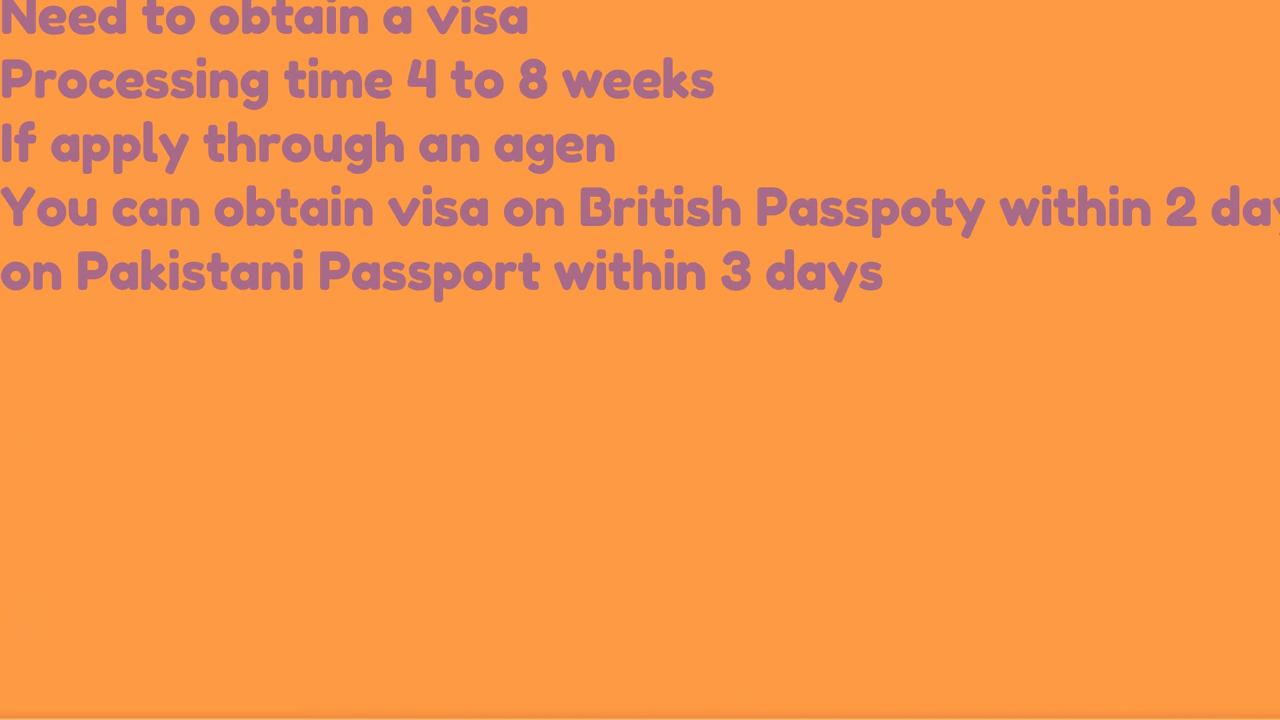 Need to obtain a visa
Processing time 4 to 8 weeks
If apply through an agen
You can obtain visa on British Passpoty within 2 day
on Pakistani Passport within 3 days